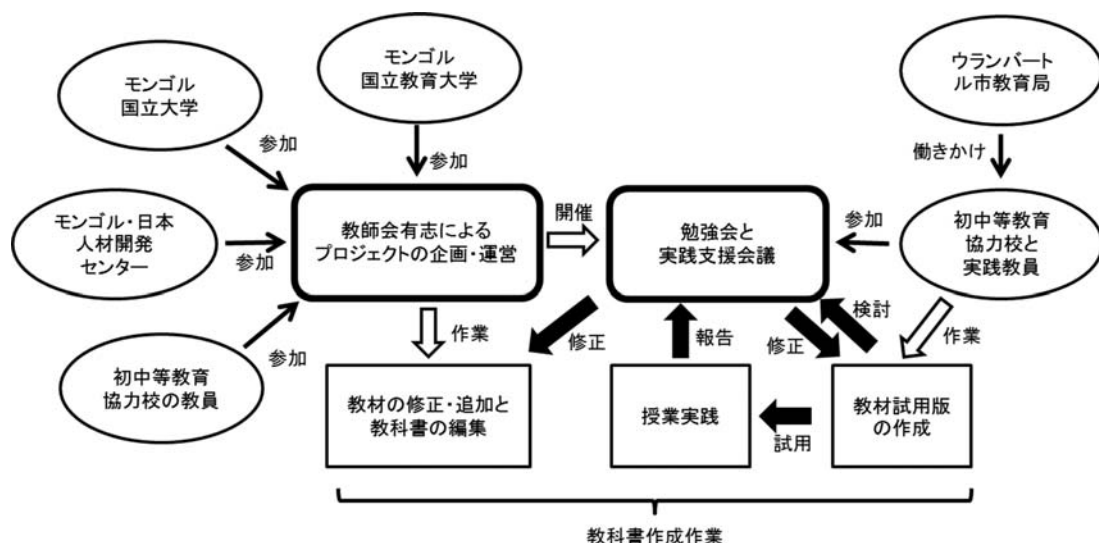 モンゴル
国立大学
モンゴル
国立教育大学
ウランバート
ル市教育局
参加
参加
働きかけ
モンゴル・日本
人材開発
センター
参加
教師会有志による
プロジェクトの企画・運営
開催
勉強会と
実践支援会議
参加
初中等教育
協力校と
実践教員
参加
作業
修正
報告
修正
検討
作業
初中等教育
協力校の教員
教材の修正・追加と
教科書の編集
授業実践
試用
教材試用版
の作成
教科書作成作業